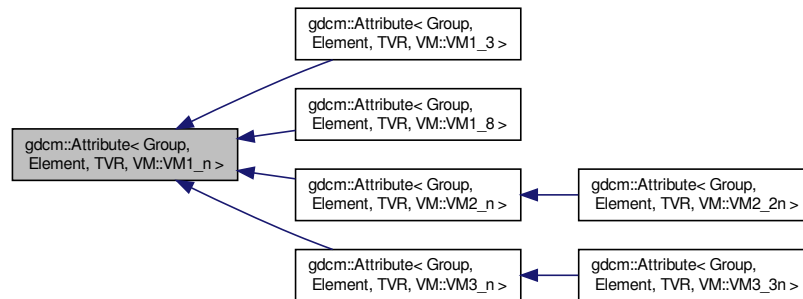 gdcm::Attribute< Group,
Element, TVR, VM::VM1_3 >
gdcm::Attribute< Group,
Element, TVR, VM::VM1_8 >
gdcm::Attribute< Group,
Element, TVR, VM::VM1_n >
gdcm::Attribute< Group,
Element, TVR, VM::VM2_n >
gdcm::Attribute< Group,
Element, TVR, VM::VM2_2n >
gdcm::Attribute< Group,
Element, TVR, VM::VM3_n >
gdcm::Attribute< Group,
Element, TVR, VM::VM3_3n >